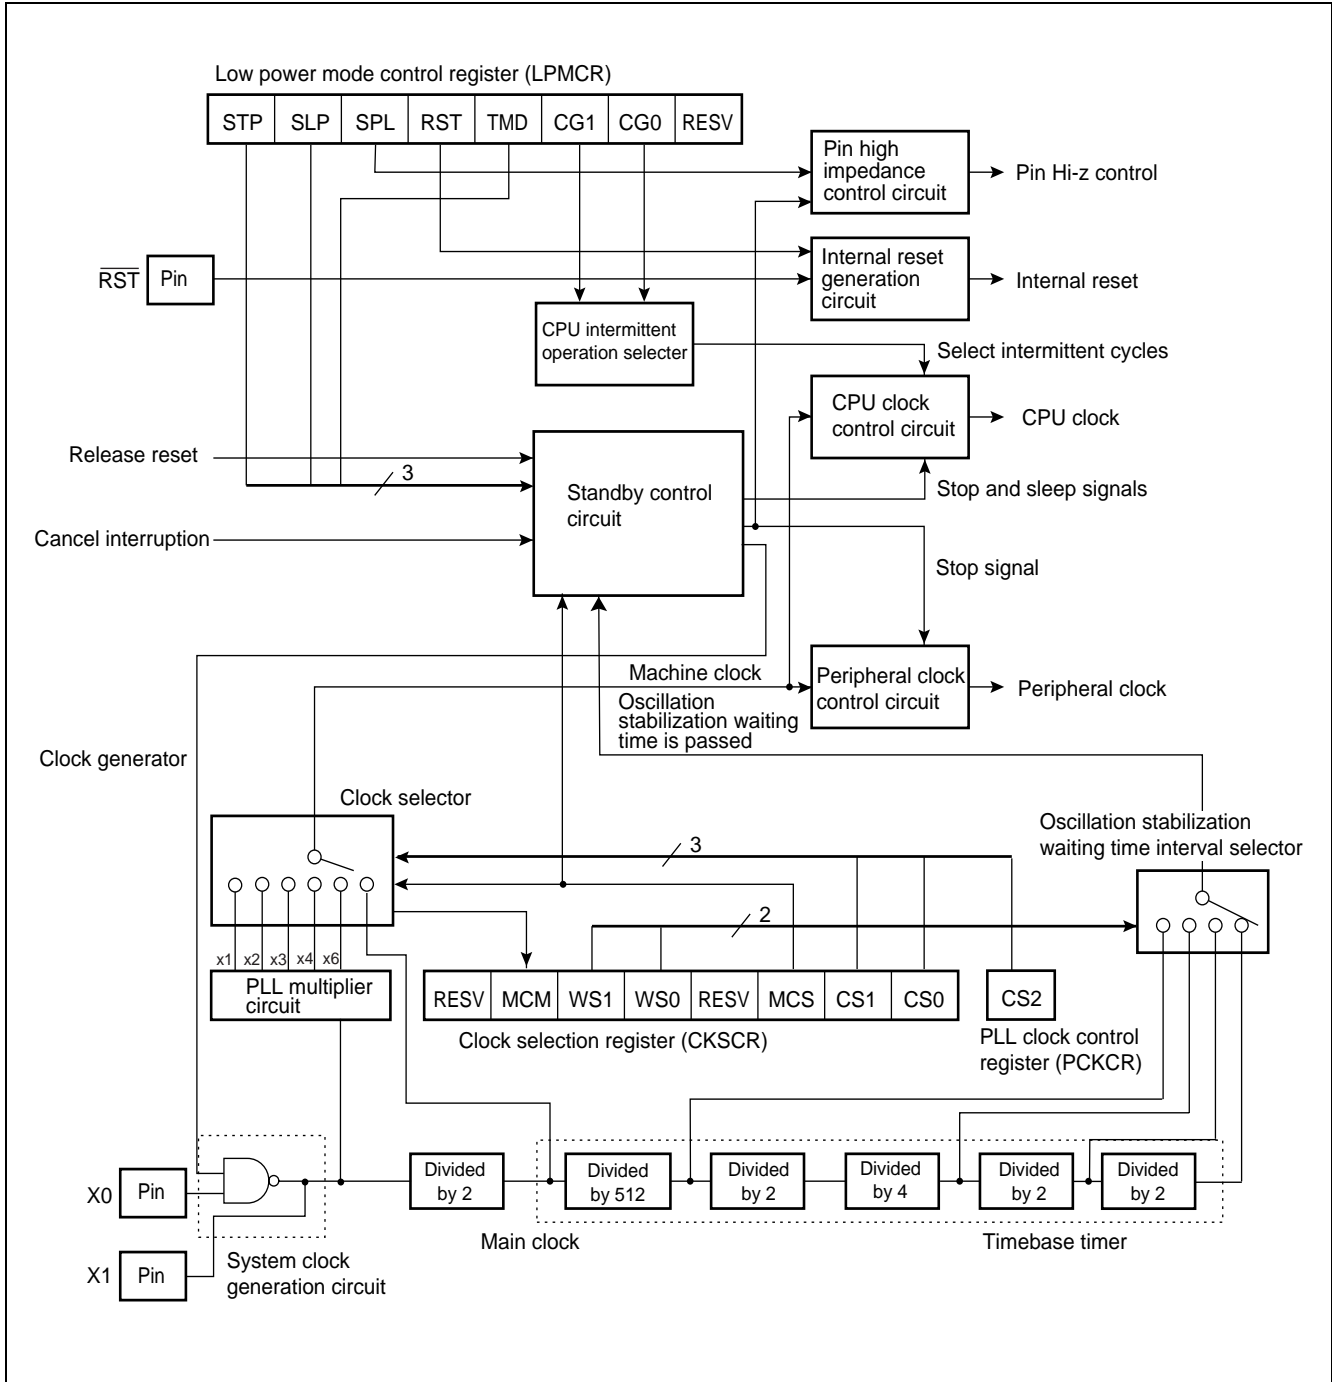 Low power mode control register (LPMCR)
STP SLP SPL RST TMD CG1 CG0 RESV
Pin high
impedance
control circuit
Pin Hi-z control
RST
Pin
Internal reset
generation
circuit
Internal reset
CPU intermittent
operation selecter
Select intermittent cycles
CPU clock
control circuit
CPU clock
Release reset
3
Standby control
circuit
Stop and sleep signals
Cancel interruption
Stop signal
Machine clock
Peripheral clock
control circuit
Peripheral clock
Oscillation
stabilization waiting
time is passed
Clock generator
Clock selector
Oscillation stabilization
waiting time interval selector
3
2
x1 x2 x3 x4 x6
PLL multiplier
circuit
RESV MCM WS1 WS0 RESV MCS CS1 CS0
CS2
Clock selection register (CKSCR)
PLL clock control
register (PCKCR)
X0
Pin
Divided
by 2
Divided
by 512
Divided
by 2
Divided
by 4
Divided
by 2
Divided
by 2
Main clock
Timebase timer
X1
Pin
System clock
generation circuit